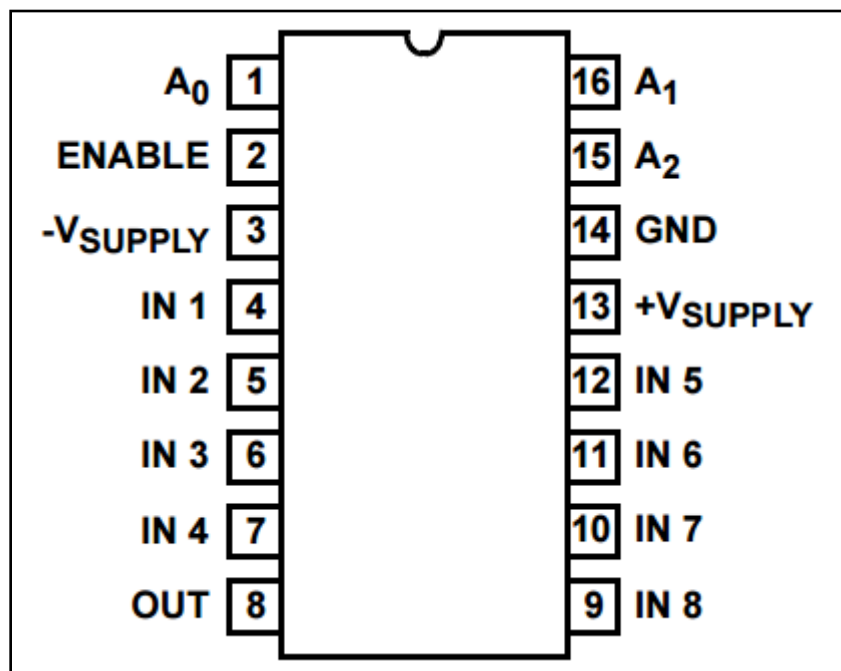 A0 1 16 A1
ENABLE 2 15 A2
-VSUPPLY 3 14 GND
IN 1 4 13 +VSUPPLY
IN 2 5 12 IN 5
IN 3 6 11 IN 6
IN 4 7 10 IN 7
OUT 8 9 IN 8